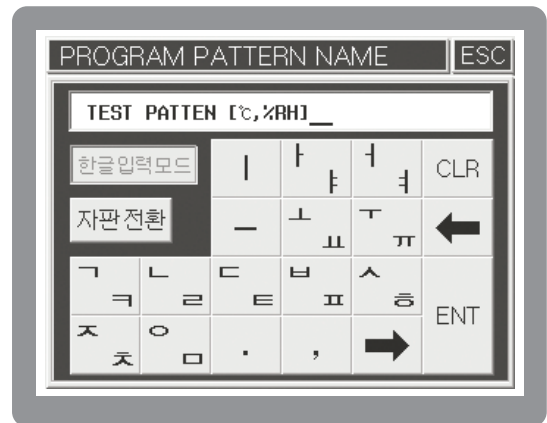 PROGRAM PATTERN NAME ESC
TEST PATTEN [℃,%RH]__
한글입력모드 ㅣ ㅏ ㅑ ㅓ ㅕ CLR
자판전환 ㅡ ㅗ ㅛ ㅜ ㅠ
ㄱ ㅋ ㄴ ㄹ ㄷ ㅌ ㅂ ㅍ ㅅ ㅎ ENT
ㅈ ㅊ ㅇ ㅁ . ,